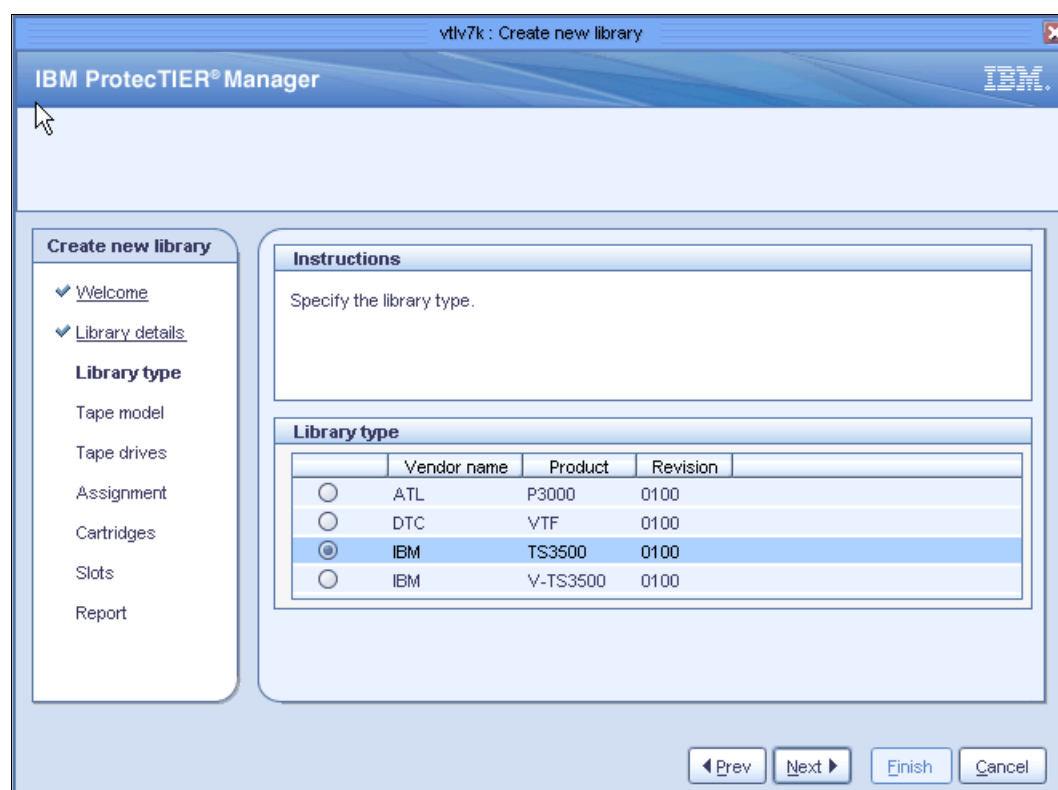 vtlv7k : Create new library
IBM ProtecTIER® Manager
IBM.
Create new library
Welcome
Library details
Library type
Tape model
Tape drives
Assignment
Cartridges
Slots
Report
Instructions
Specify the library type.
Library type
Vendor name Product Revision
ATL P3000 0100
DTC VTF 0100
IBM TS3500 0100
IBM V-TS3500 0100
Prev Next Finish Cancel